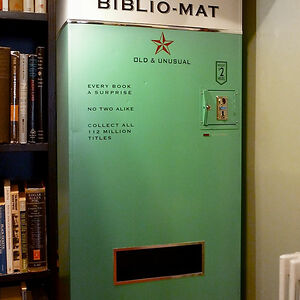 BIBLIO-MAT
OLD & UNUSUAL
2
EVERY BOOK
A SURPRISE
NO TWO ALIKE
COLLECT ALL
112 MILLION
TITLES